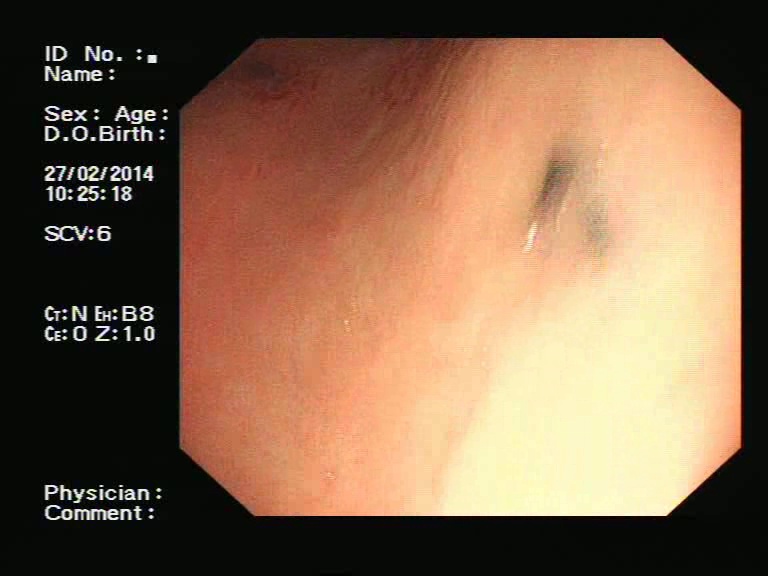 ID No. :
Name:
Sex: Age:
D.O.Birth:
27/02/2014
10:25:18
SCV:6
CT:N EH:B8
CE:0 Z:1.0
Physician:
Comment: